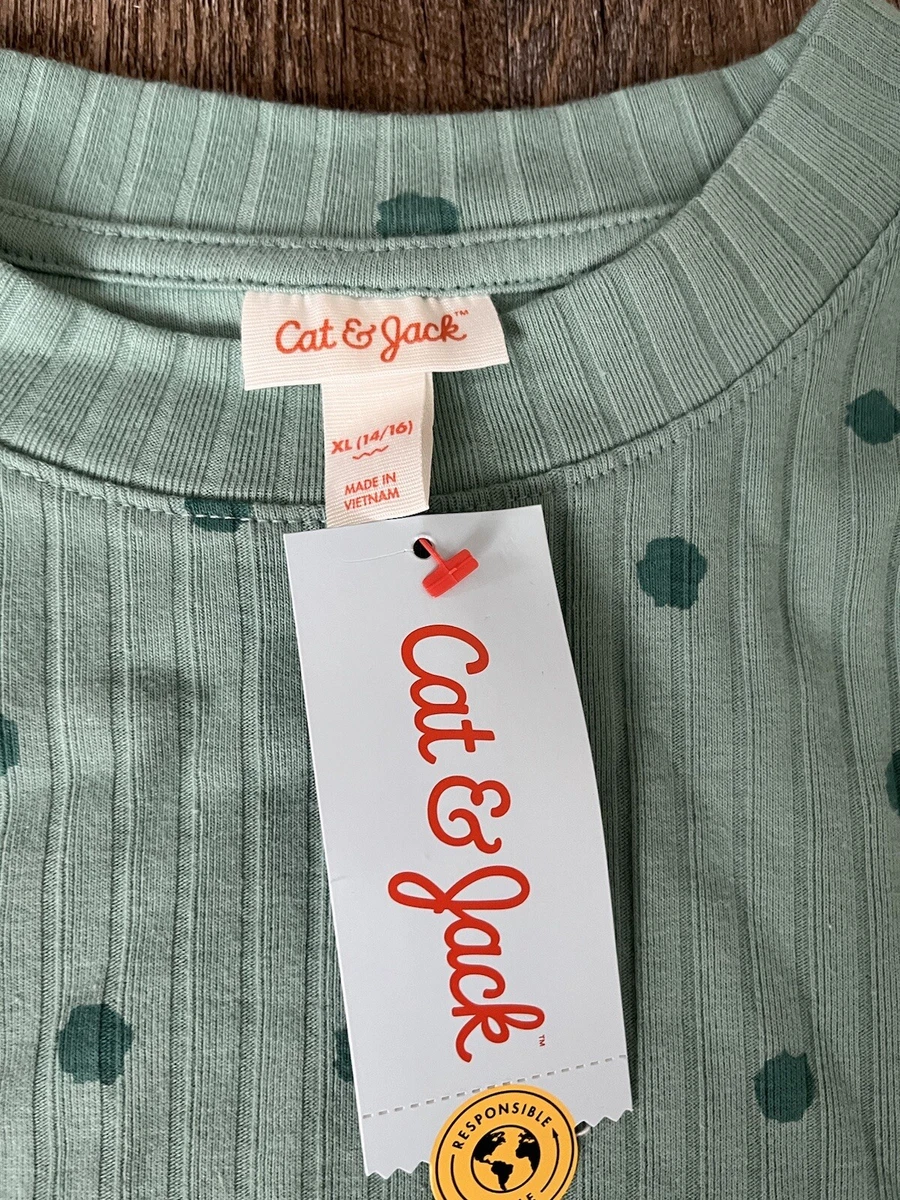 Cat & Jack™
XL (14/16)
MADE IN
VIETNAM
Cat & Jack™
RESPONSIBLE